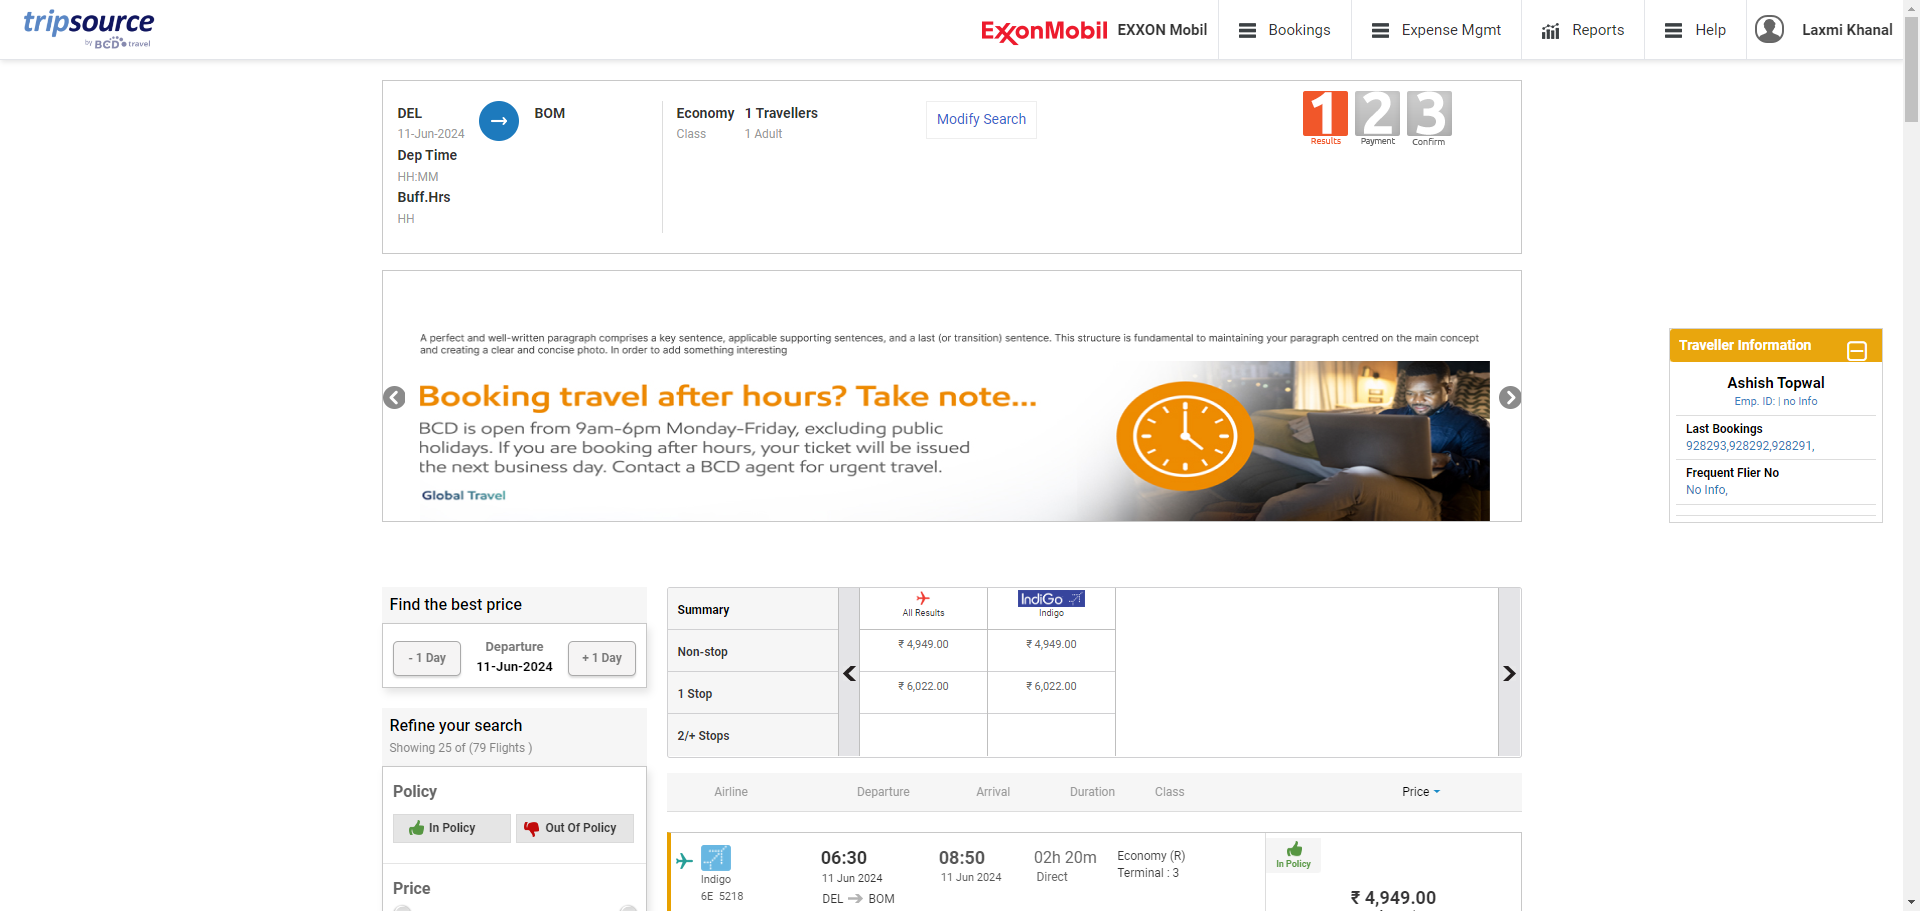 tripsource
by BCD travel
ExxonMobil EXXON Mobil
Bookings
Expense Mgmt
Reports
Help
Laxmi Khanal
DEL
11-Jun-2024
BOM
Dep Time
HH:MM
Buff.Hrs
HH
Economy
Class
1 Travellers
1 Adult
Modify Search
1 2 3
Results Payment Confirm
A perfect and well-written paragraph comprises a key sentence, applicable supporting sentences, and a last (or transition) sentence. This structure is fundamental to maintaining your paragraph centred on the main concept
and creating a clear and concise photo. In order to add something interesting
Booking travel after hours? Take note...
BCD is open from 9am-6pm Monday-Friday, excluding public
holidays. If you are booking after hours, your ticket will be issued
the next business day. Contact a BCD agent for urgent travel.
Global Travel
Traveller Information
Ashish Topwal
Emp. ID: | no Info
Last Bookings
928293,928292,928291,
Frequent Flier No
No Info,
Find the best price
- 1 Day
Departure
11-Jun-2024
+ 1 Day
Refine your search
Showing 25 of (79 Flights )
Policy
In Policy
Out Of Policy
Price
Summary
All Results
IndiGo
Indigo
Non-stop
₹ 4,949.00
₹ 4,949.00
1 Stop
₹ 6,022.00
₹ 6,022.00
2/+ Stops
Airline Departure Arrival Duration Class Price
Indigo
6E 5218
06:30
11 Jun 2024
DEL BOM
08:50
11 Jun 2024
02h 20m
Direct
Economy (R)
Terminal : 3
In Policy
₹ 4,949.00